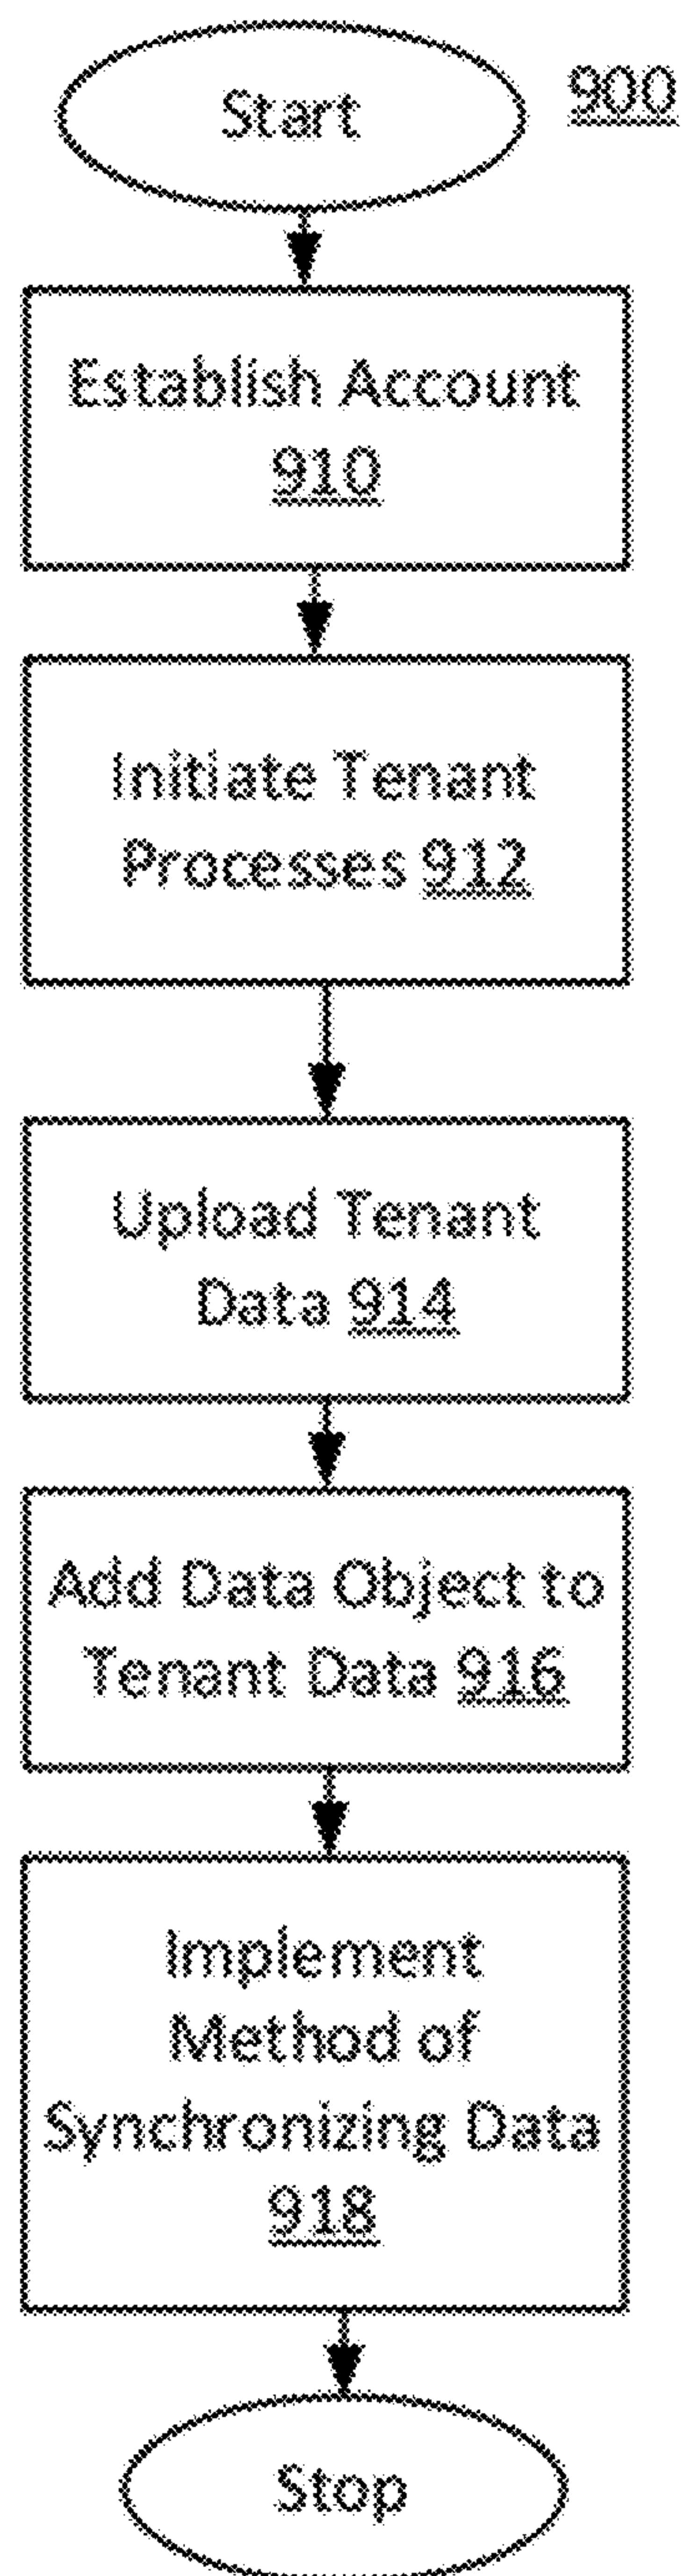 Start
900
Establish Account
910
Initiate Tenant
Processes 912
Upload Tenant
Data 914
Add Data Object to
Tenant Data 916
Implement
Method of
Synchronizing Data
918
Stop